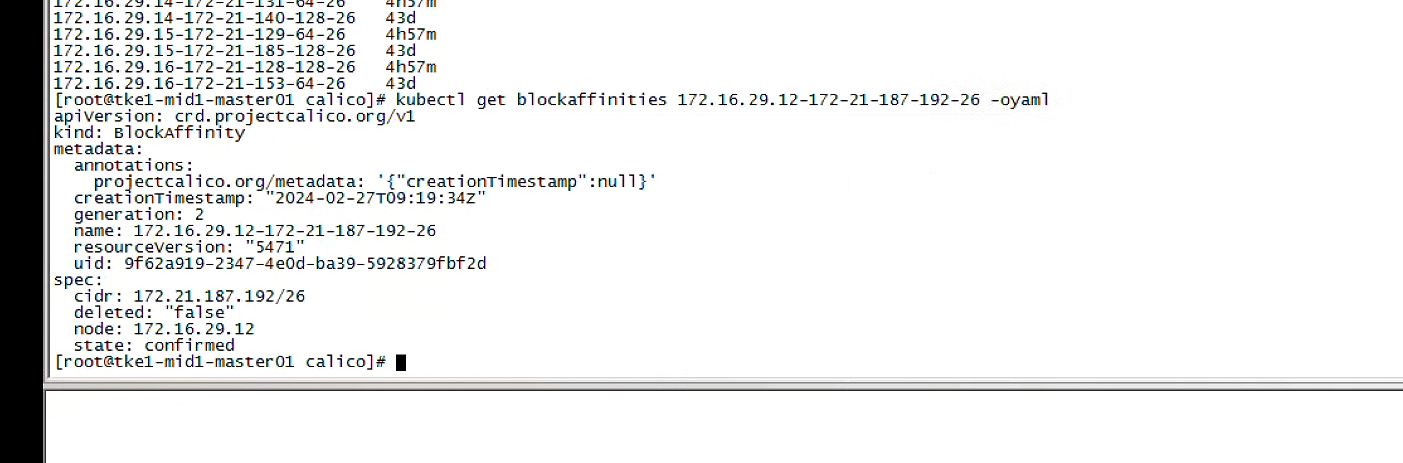 172.16.29.14-172-21-131-64-26   4h57m
172.16.29.14-172-21-140-128-26   43d
172.16.29.15-172-21-129-64-26    4h57m
172.16.29.15-172-21-185-128-26   43d
172.16.29.16-172-21-128-128-26   4h57m
172.16.29.16-172-21-153-64-26    43d
[root@tke1-mid1-master01 calico]# kubectl get blockaffinities 172.16.29.12-172-21-187-192-26 -oyaml
apiVersion: crd.projectcalico.org/v1
kind: BlockAffinity
metadata:
  annotations:
    projectcalico.org/metadata: '{"creationTimestamp":null}'
  creationTimestamp: "2024-02-27T09:19:34Z"
  generation: 2
  name: 172.16.29.12-172-21-187-192-26
  resourceVersion: "5471"
  uid: 9f62a919-2347-4e0d-ba39-5928379fbf2d
spec:
  cidr: 172.21.187.192/26
  deleted: "false"
  node: 172.16.29.12
  state: confirmed
[root@tke1-mid1-master01 calico]#